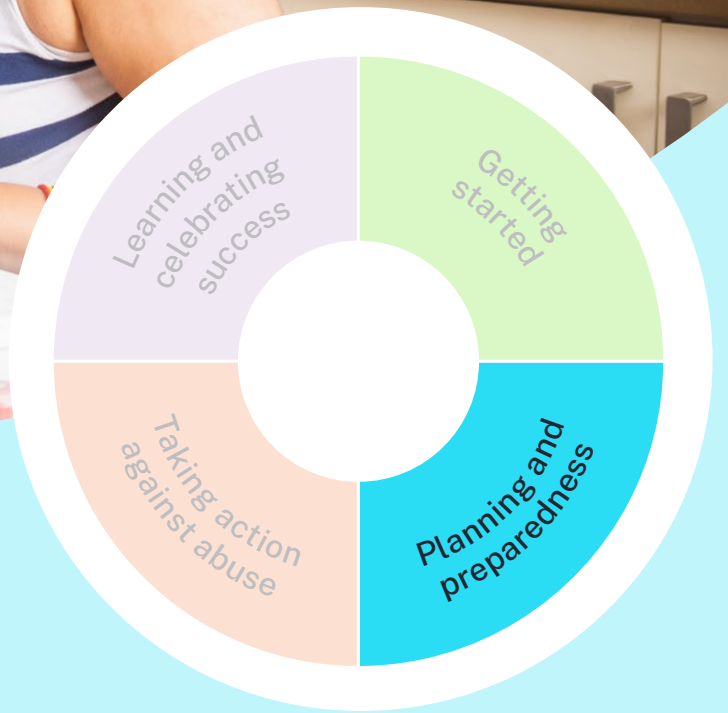 Learning and
celebrating
success
Getting
started
Planning and
preparedness
Taking action
against abuse